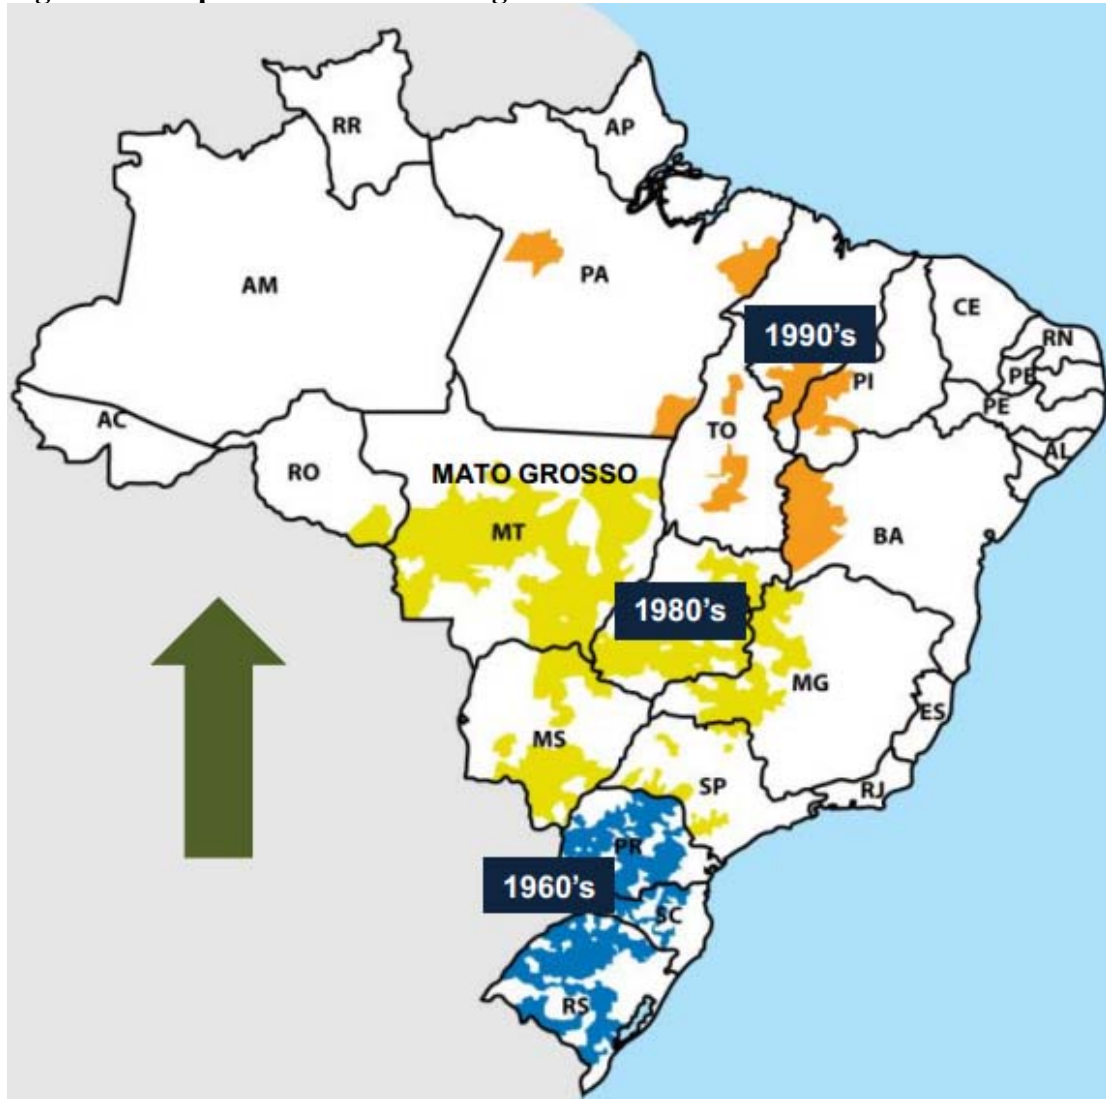 RR
AP
AM
PA
CE
RN
1990's
PI
PB
PE
AC
TO
AL
RO
MATO GROSSO
MT
BA
1980's
MG
ES
MS
SP
RJ
PR
1960's
SC
RS